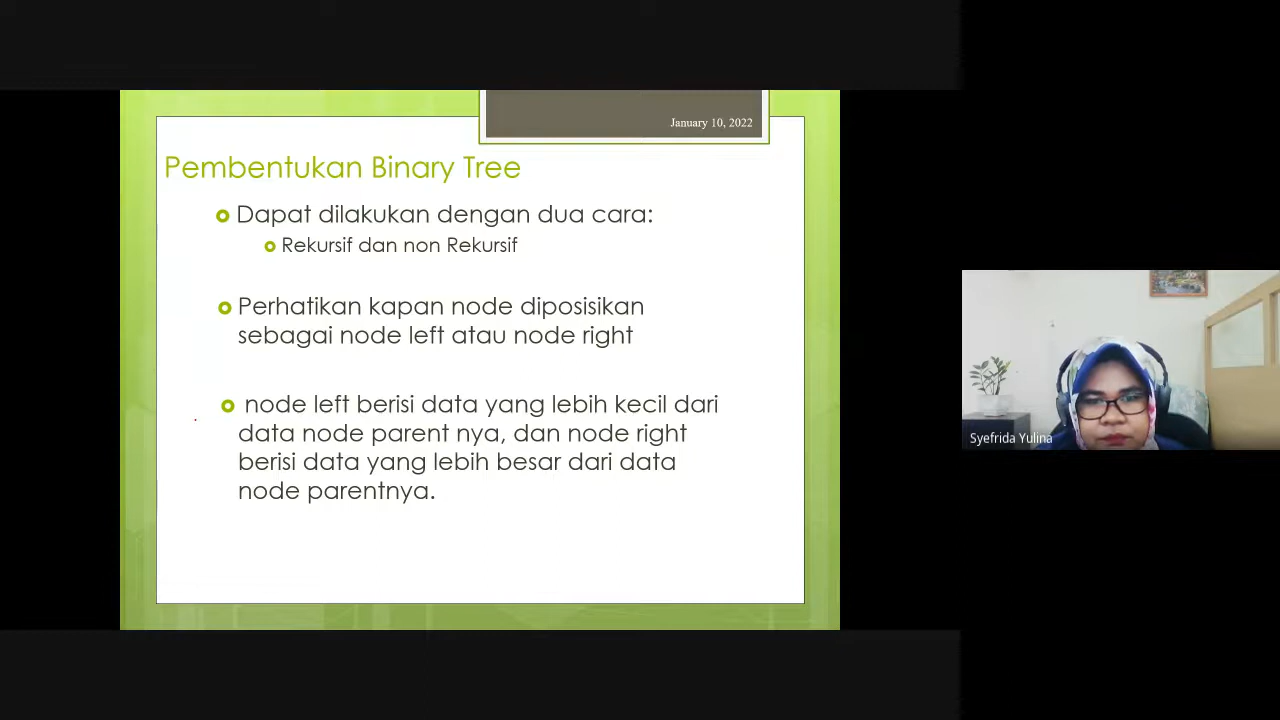 January 10, 2022
Pembentukan Binary Tree
Dapat dilakukan dengan dua cara:
Rekursif dan non Rekursif
Perhatikan kapan node diposisikan
sebagai node left atau node right
node left berisi data yang lebih kecil dari
data node parent nya, dan node right
berisi data yang lebih besar dari data
node parentnya.
Syefrida Yulina